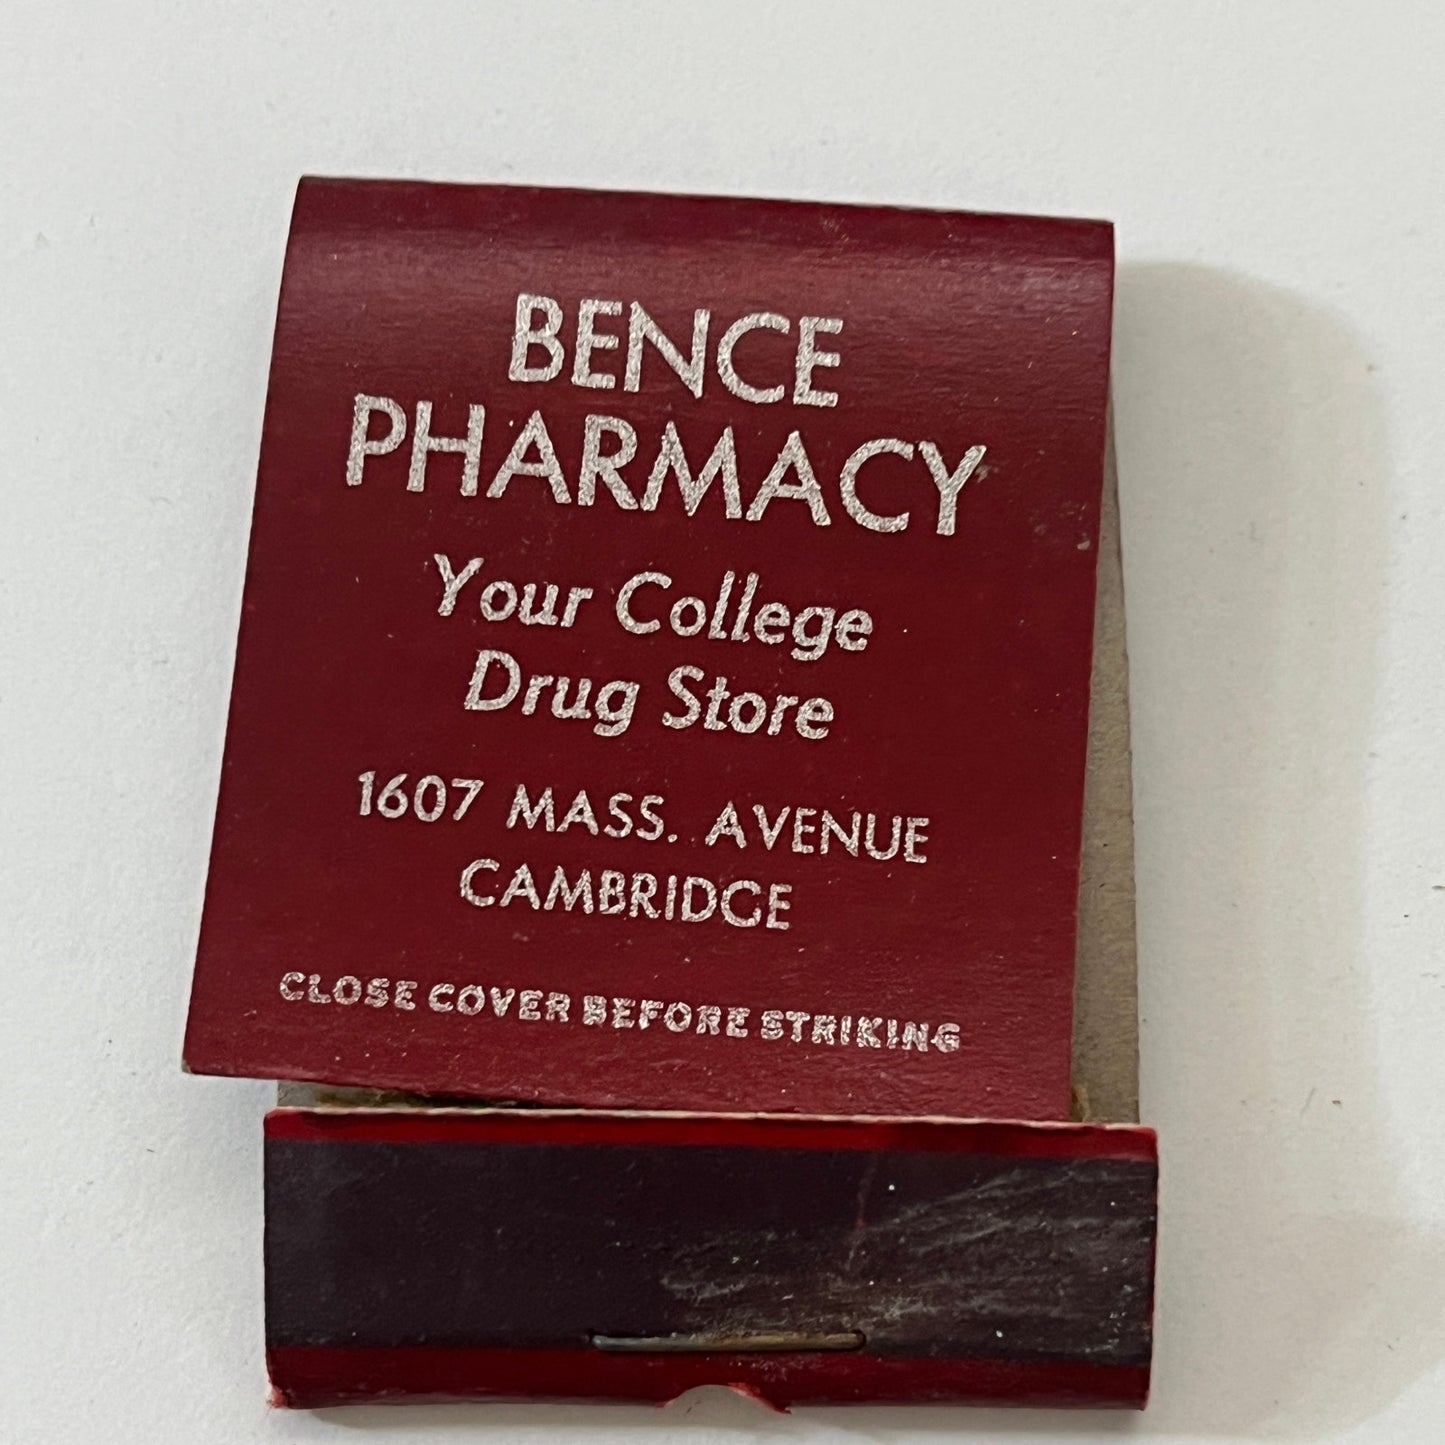 BENCE
PHARMACY
Your College
Drug Store
1607 MASS. AVENUE
CAMBRIDGE
CLOSE COVER BEFORE STRIKING